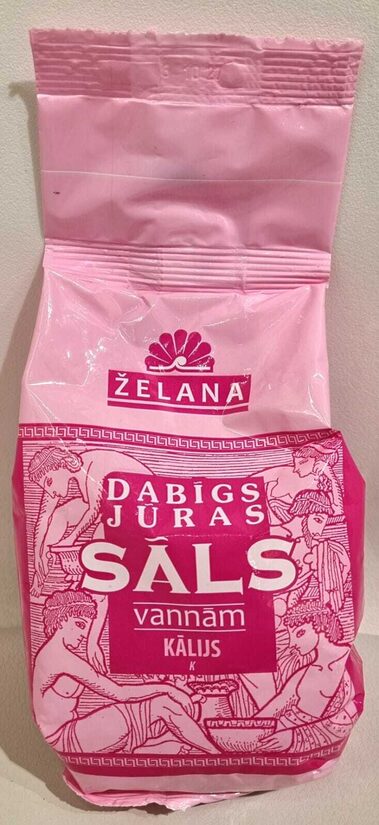 ŽELANA
DABĪGS
JŪRAS
SĀLS
vannām
KĀLIJS
K